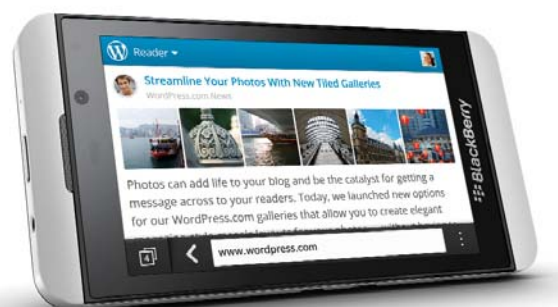 Reader
Streamline Your Photos With New Tiled Galleries
WordPress.com News
Photos can add life to your blog and be the catalyst for getting a
message across to your readers. Today, we launched new options
for our WordPress.com galleries that allow you to create elegant
4
www.wordpress.com
BlackBerry